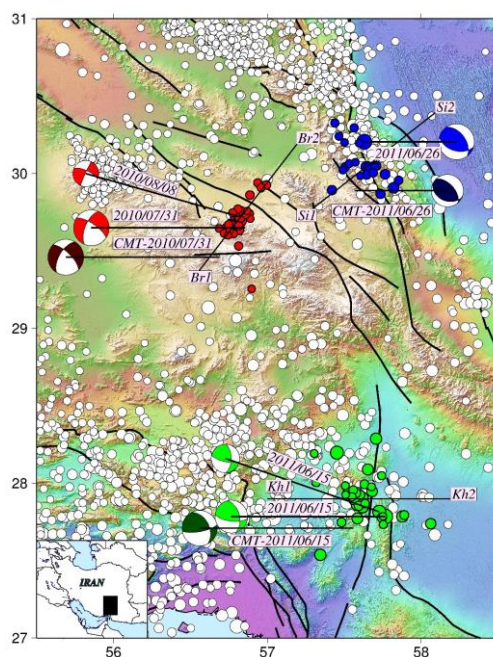 31
Si2
Br2
2011/06/26
2010/08/08
30
Si1
CMT-2011/06/26
2010/07/31
CMT-2010/07/31
Br1
29
2011/06/15
28
Kh1
Kh2
2011/06/15
CMT-2011/06/15
IRAN
27
56
57
58